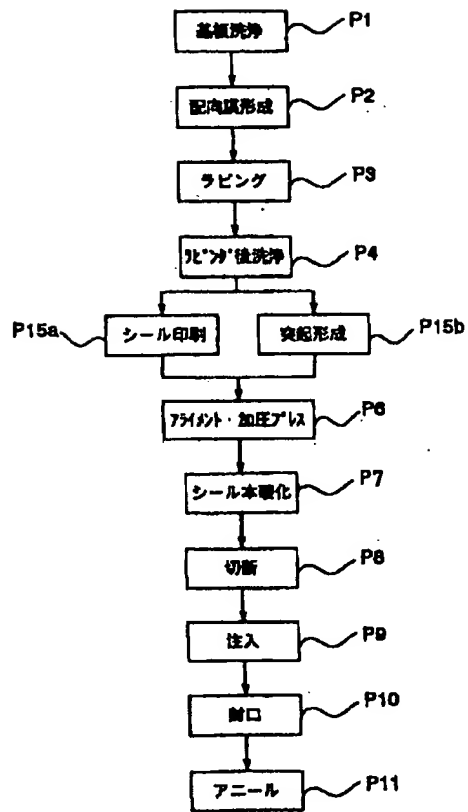 基板洗浄 P1
配向膜形成 P2
ラビング P3
ラビング後洗浄 P4
P15a シール印刷 突起形成 P15b
アライメント・加圧プレス P6
シール本硬化 P7
切断 P8
注入 P9
封口 P10
アニール P11